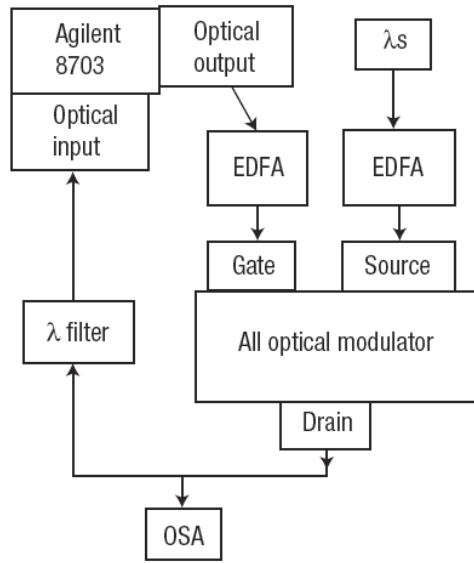 Agilent
8703
Optical
output
λs
Optical
input
EDFA
EDFA
Gate
Source
λ filter
All optical modulator
Drain
OSA